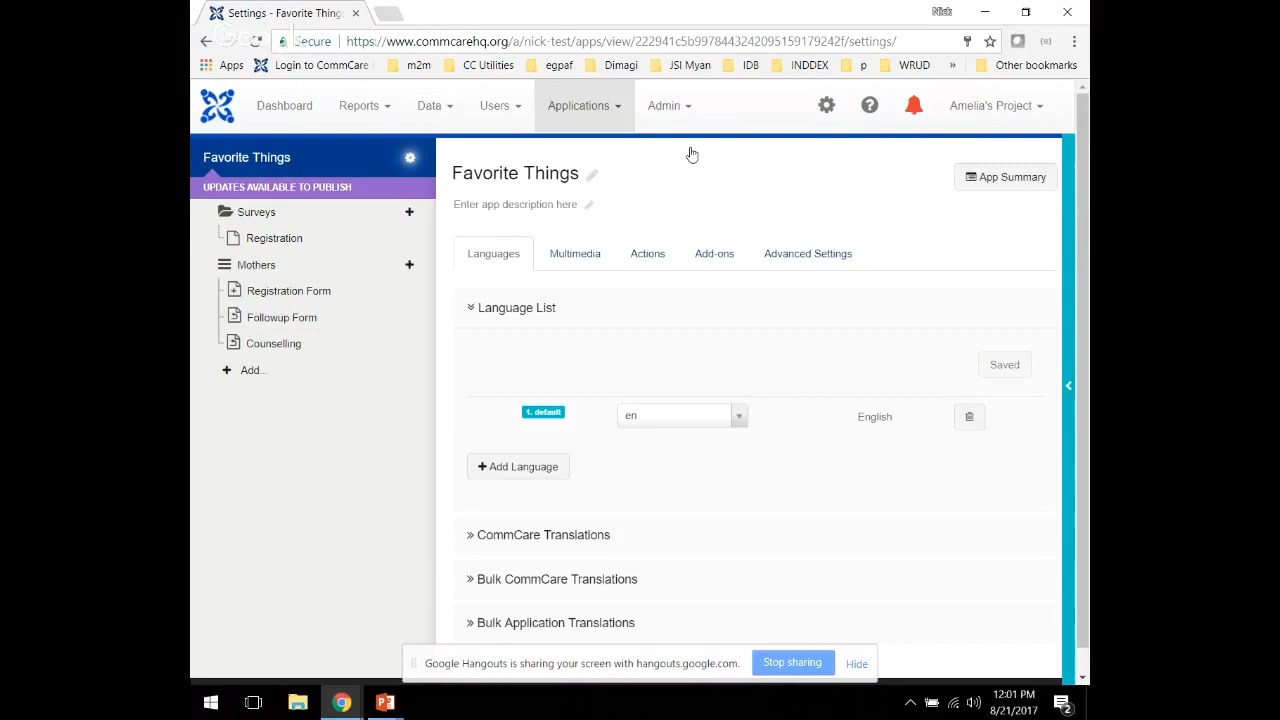 Settings - Favorite Things
Nick
Secure https://www.commcarehq.org/a/nick-test/apps/view/222941c5b9978443242095159179242f/settings/
Apps Login to CommCare m2m CC Utilities egpaf Dimagi JSI Myan IDB INDDEX p WRUD » Other bookmarks
Dashboard Reports Data Users Applications Admin Amelia's Project
Favorite Things
UPDATES AVAILABLE TO PUBLISH
Surveys
Registration
Mothers
Registration Form
Followup Form
Counselling
Add...
Favorite Things
App Summary
Enter app description here
Languages Multimedia Actions Add-ons Advanced Settings
Language List
Saved
1. default en English
Add Language
CommCare Translations
Bulk CommCare Translations
Bulk Application Translations
Google Hangouts is sharing your screen with hangouts.google.com. Stop sharing Hide
12:01 PM
8/21/2017
2